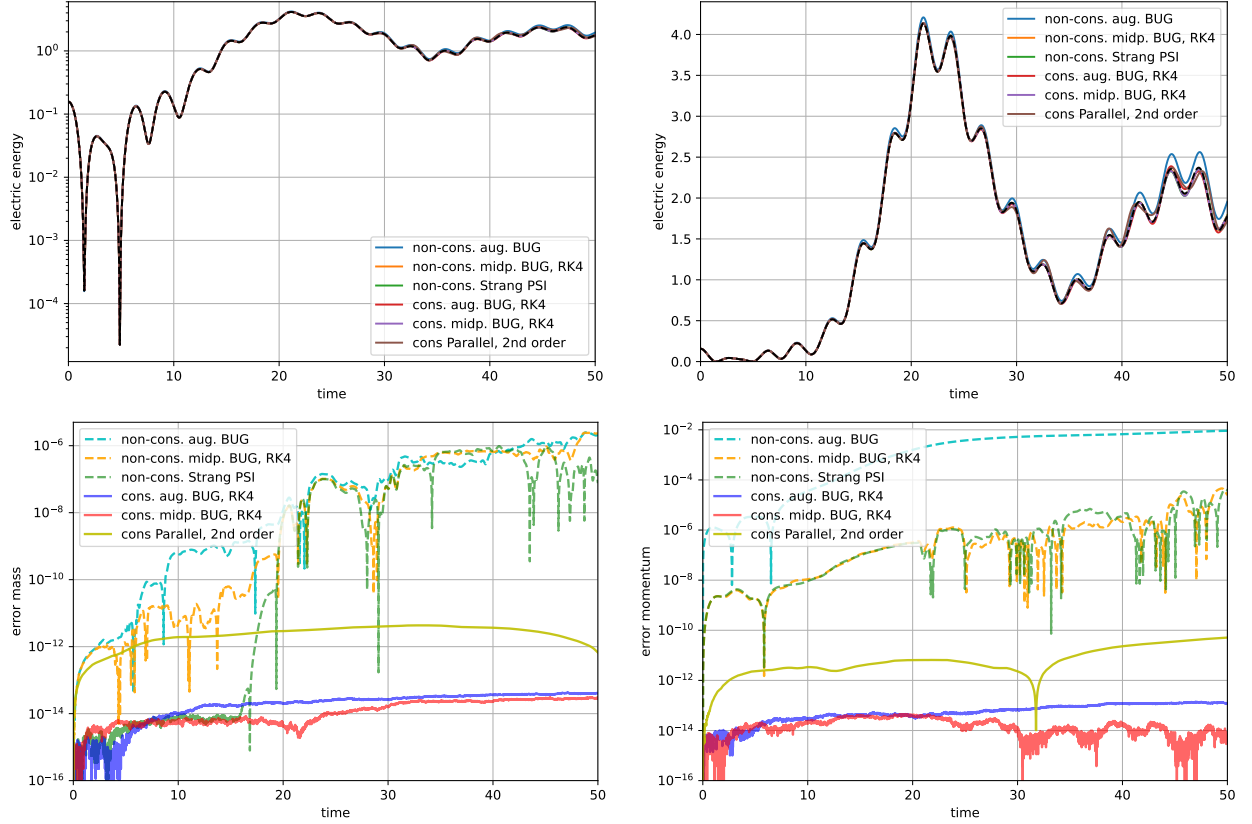 10⁰
10⁻¹
10⁻²
10⁻³
10⁻⁴
electric energy
0 10 20 30 40 50
time
non-cons. aug. BUG
non-cons. midp. BUG, RK4
non-cons. Strang PSI
cons. aug. BUG, RK4
cons. midp. BUG, RK4
cons Parallel, 2nd order
4.0
3.5
3.0
2.5
2.0
1.5
1.0
0.5
0.0
electric energy
0 10 20 30 40 50
time
non-cons. aug. BUG
non-cons. midp. BUG, RK4
non-cons. Strang PSI
cons. aug. BUG, RK4
cons. midp. BUG, RK4
cons Parallel, 2nd order
10⁻⁶
10⁻⁸
10⁻¹⁰
10⁻¹²
10⁻¹⁴
10⁻¹⁶
error mass
0 10 20 30 40 50
time
non-cons. aug. BUG
non-cons. midp. BUG, RK4
non-cons. Strang PSI
cons. aug. BUG, RK4
cons. midp. BUG, RK4
cons Parallel, 2nd order
10⁻²
10⁻⁴
10⁻⁶
10⁻⁸
10⁻¹⁰
10⁻¹²
10⁻¹⁴
10⁻¹⁶
error momentum
0 10 20 30 40 50
time
non-cons. aug. BUG
non-cons. midp. BUG, RK4
non-cons. Strang PSI
cons. aug. BUG, RK4
cons. midp. BUG, RK4
cons Parallel, 2nd order